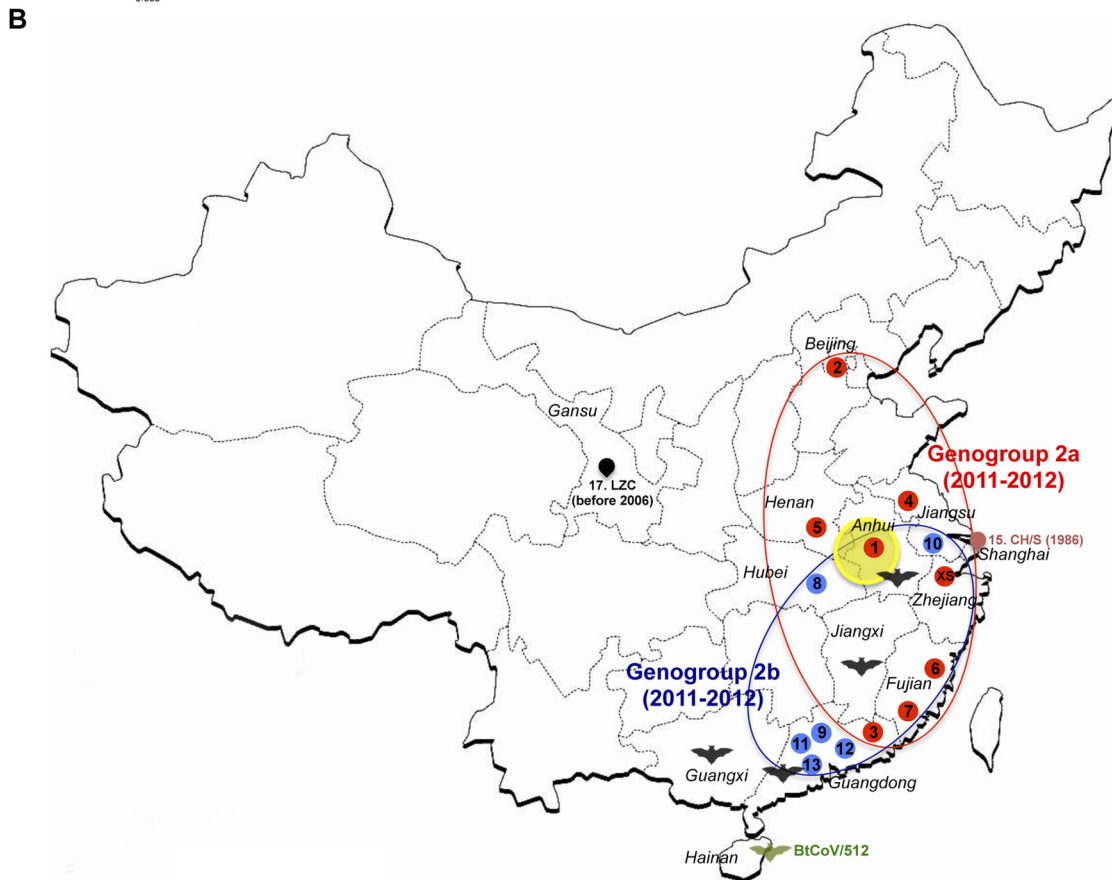 B
Beijing
2
Gansu
17. LZC
(before 2006)
Genogroup 2a
(2011-2012)
Henan
4
Jiangsu
5
Anhui
1
10
15. CH/S (1986)
Shanghai
Hubei
8
XS
Zhejiang
Jiangxi
6
Genogroup 2b
(2011-2012)
Fujian
7
9
3
11
12
13
Guangxi
Guangdong
Hainan
BtCoV/512